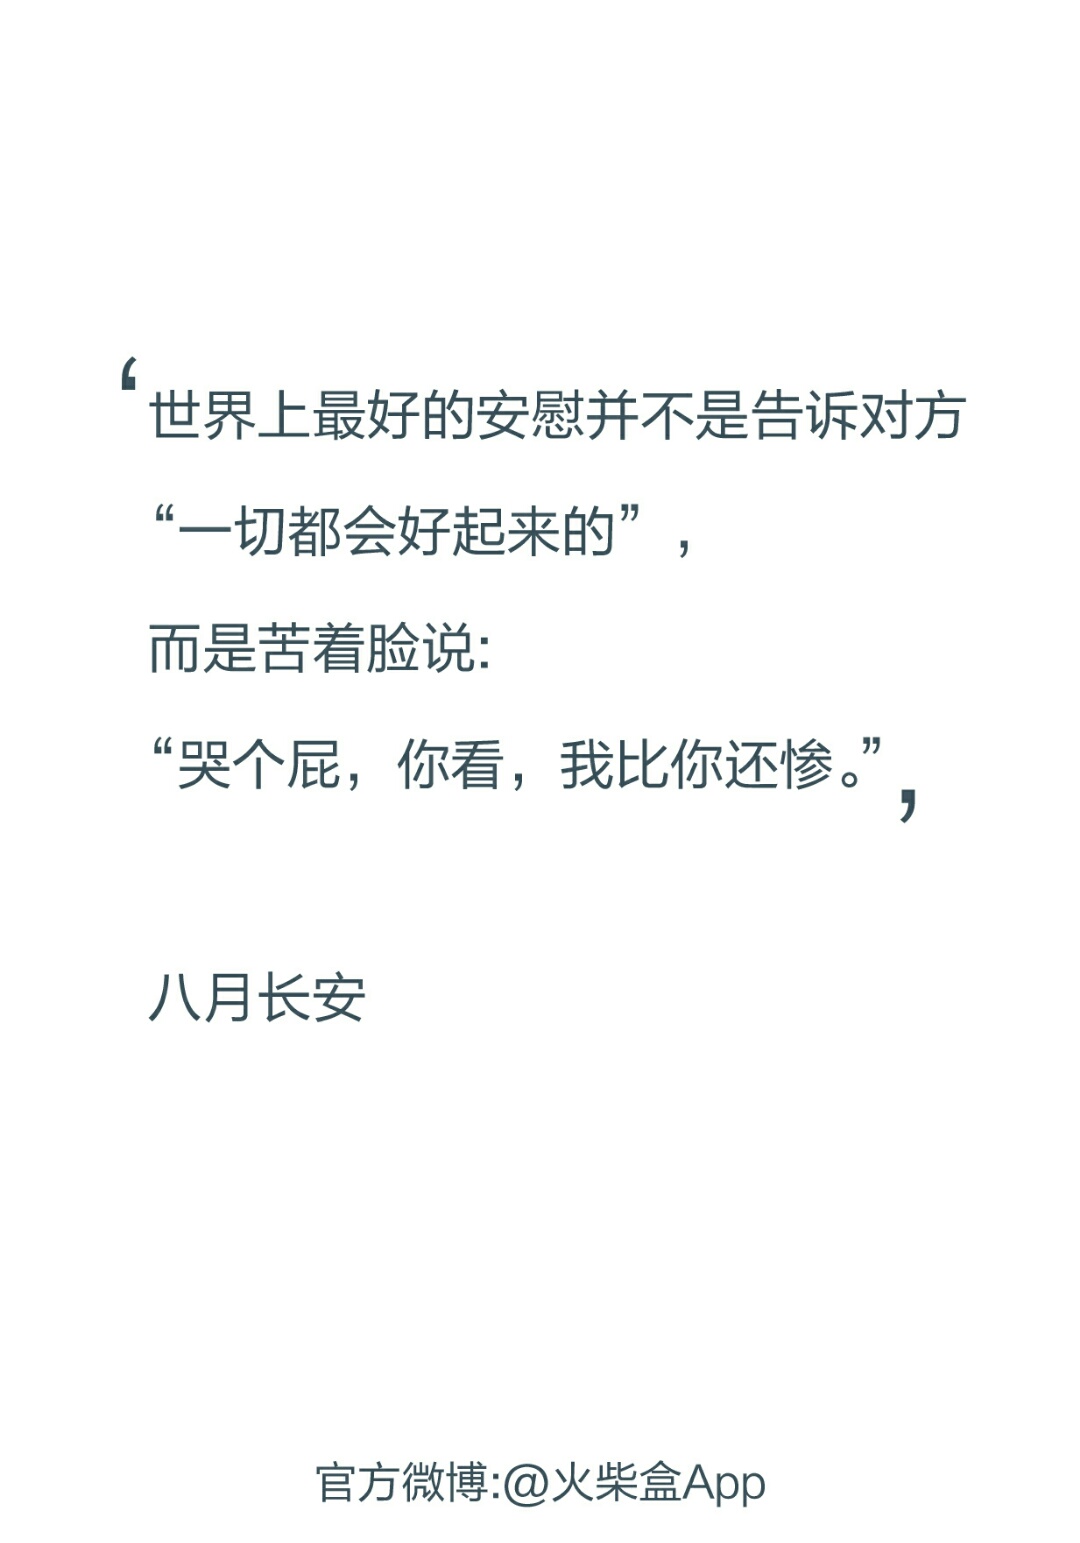 ‘世界上最好的安慰并不是告诉对方
“一切都会好起来的”，
而是苦着脸说:
“哭个屁，你看，我比你还惨。”’
八月长安
官方微博:@火柴盒App